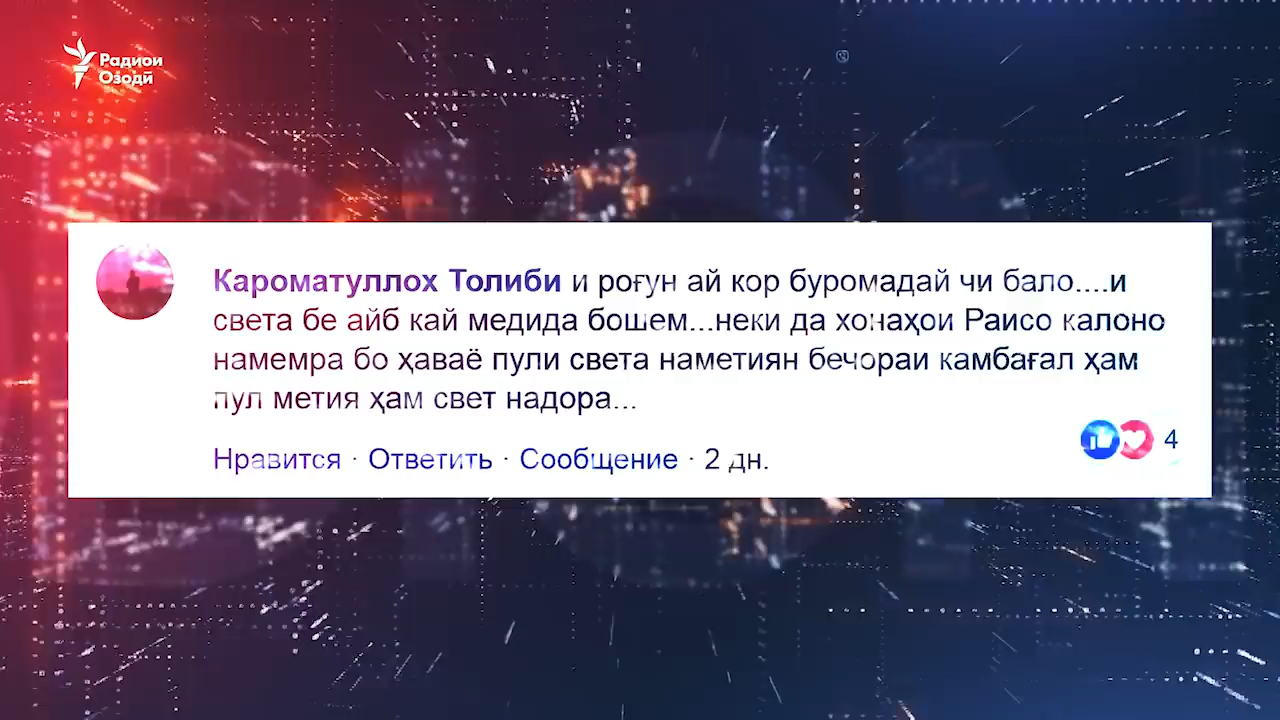 Радиои
Озодӣ
Кароматуллох Толиби и роғун ай кор буромадай чи бало....и
света бе айб кай медида бошем...неки да хонаҳои Раисо калоно
намемра бо ҳаваё пули света наметиян бечораи камбағал ҳам
пул метия ҳам свет надора...
Нравится · Ответить · Сообщение · 2 дн.
4